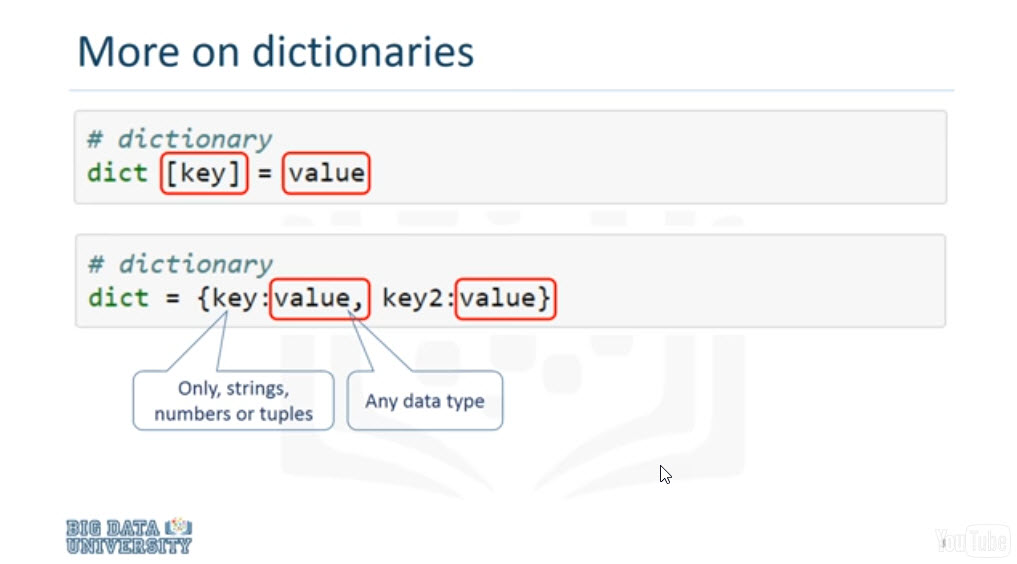 More on dictionaries
# dictionary
dict [key] = value
# dictionary
dict = {key:value, key2:value}
Only, strings,
numbers or tuples
Any data type
BIG DATA
UNIVERSITY
YouTube